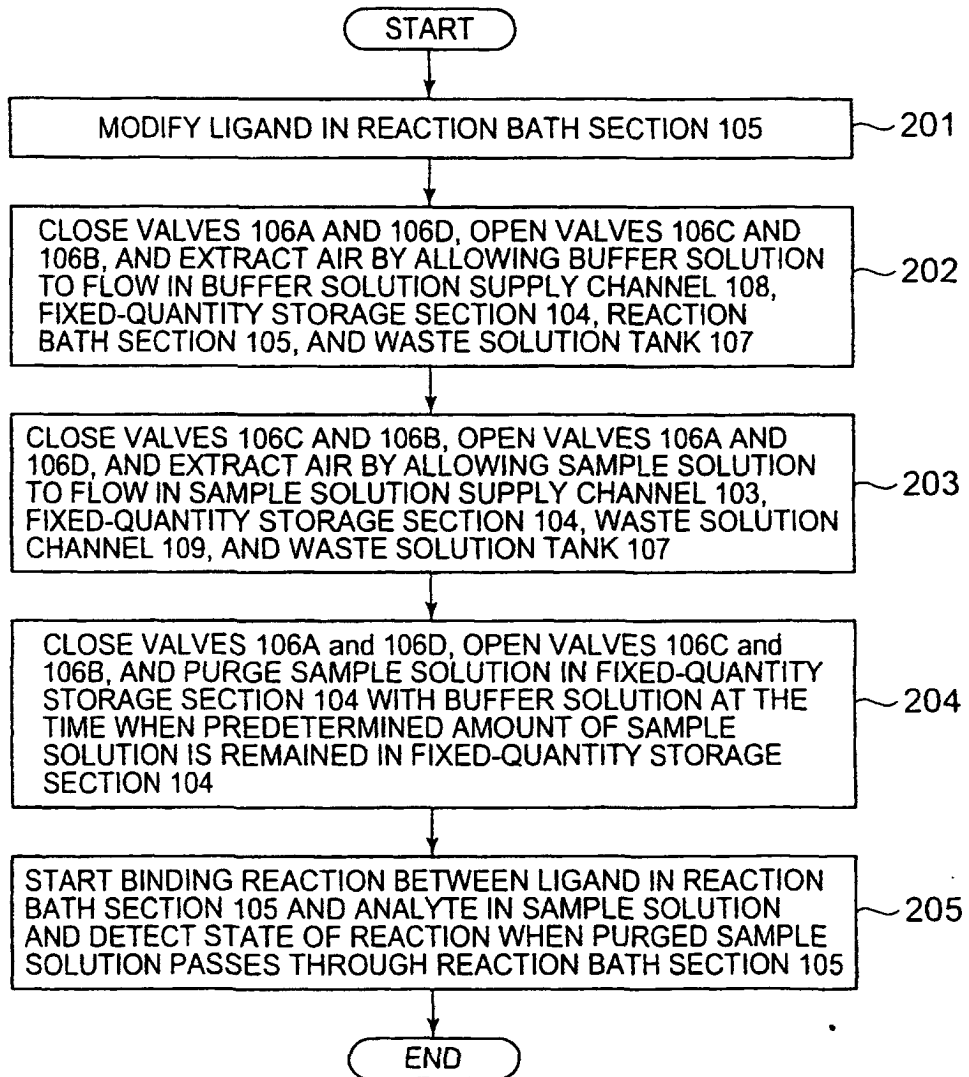 START
MODIFY LIGAND IN REACTION BATH SECTION 105
201
CLOSE VALVES 106A AND 106D, OPEN VALVES 106C AND
106B, AND EXTRACT AIR BY ALLOWING BUFFER SOLUTION
TO FLOW IN BUFFER SOLUTION SUPPLY CHANNEL 108,
FIXED-QUANTITY STORAGE SECTION 104, REACTION
BATH SECTION 105, AND WASTE SOLUTION TANK 107
202
CLOSE VALVES 106C AND 106B, OPEN VALVES 106A AND
106D, AND EXTRACT AIR BY ALLOWING SAMPLE SOLUTION
TO FLOW IN SAMPLE SOLUTION SUPPLY CHANNEL 103,
FIXED-QUANTITY STORAGE SECTION 104, WASTE SOLUTION
CHANNEL 109, AND WASTE SOLUTION TANK 107
203
CLOSE VALVES 106A and 106D, OPEN VALVES 106C and
106B, AND PURGE SAMPLE SOLUTION IN FIXED-QUANTITY
STORAGE SECTION 104 WITH BUFFER SOLUTION AT THE
TIME WHEN PREDETERMINED AMOUNT OF SAMPLE
SOLUTION IS REMAINED IN FIXED-QUANTITY STORAGE
SECTION 104
204
START BINDING REACTION BETWEEN LIGAND IN REACTION
BATH SECTION 105 AND ANALYTE IN SAMPLE SOLUTION
AND DETECT STATE OF REACTION WHEN PURGED SAMPLE
SOLUTION PASSES THROUGH REACTION BATH SECTION 105
205
END